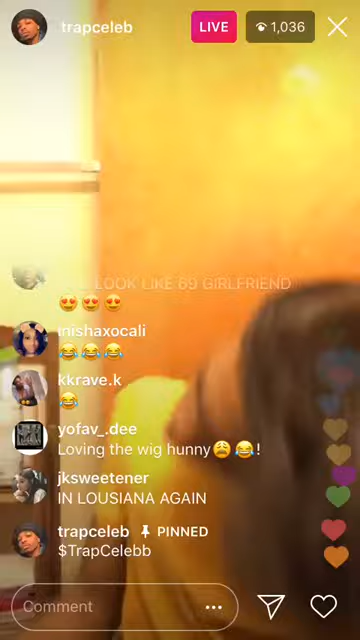 trapceleb
LIVE
1,036
LOOK LIKE 69 GIRLFRIEND
😍😍😍
inishaxocali
😂😂😂
kkrave.k
😂
yofav_.dee
Loving the wig hunny😩😂!
jksweetener
IN LOUSIANA AGAIN
trapceleb PINNED
$TrapCelebb
Comment